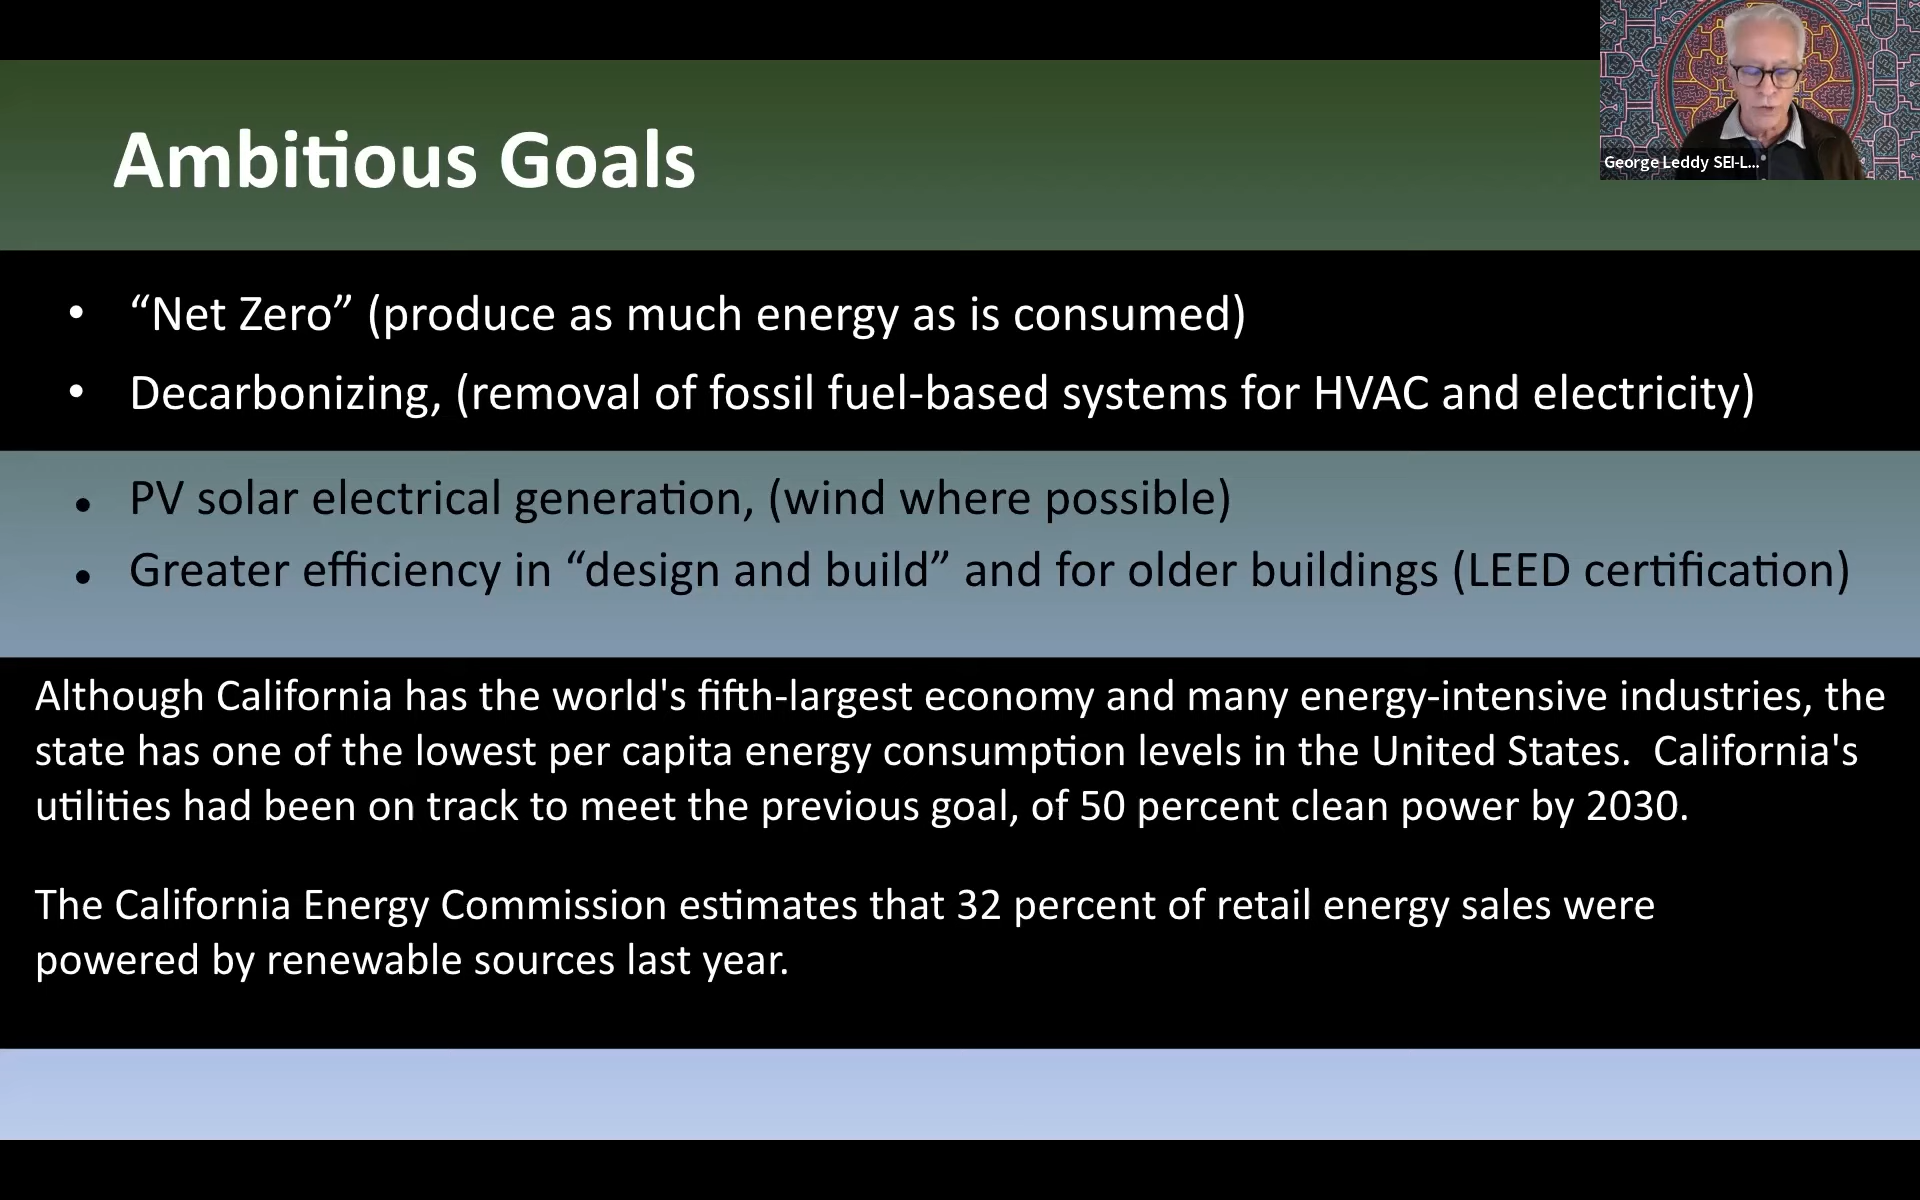 Ambitious Goals
George Leddy SEI-L...
• “Net Zero” (produce as much energy as is consumed)
• Decarbonizing, (removal of fossil fuel-based systems for HVAC and electricity)
• PV solar electrical generation, (wind where possible)
• Greater efficiency in “design and build” and for older buildings (LEED certification)
Although California has the world's fifth-largest economy and many energy-intensive industries, the
state has one of the lowest per capita energy consumption levels in the United States.  California's
utilities had been on track to meet the previous goal, of 50 percent clean power by 2030.
The California Energy Commission estimates that 32 percent of retail energy sales were
powered by renewable sources last year.